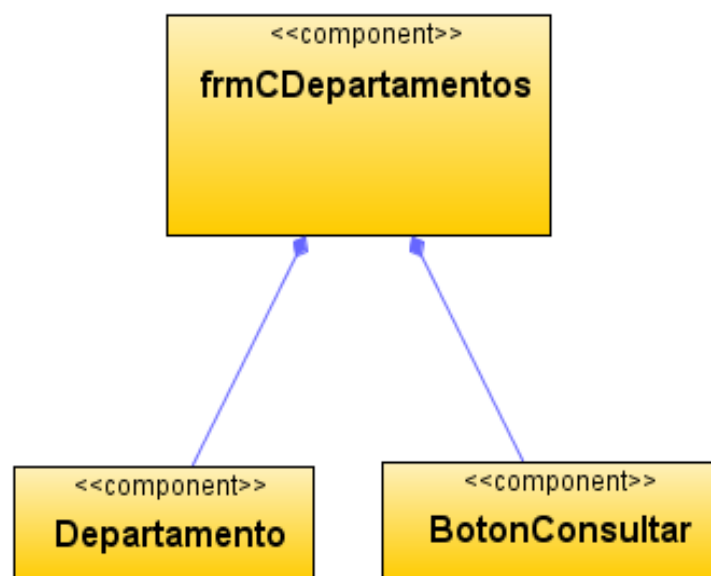 <<component>>
frmCDepartamentos
<<component>>
Departamento
<<component>>
BotonConsultar